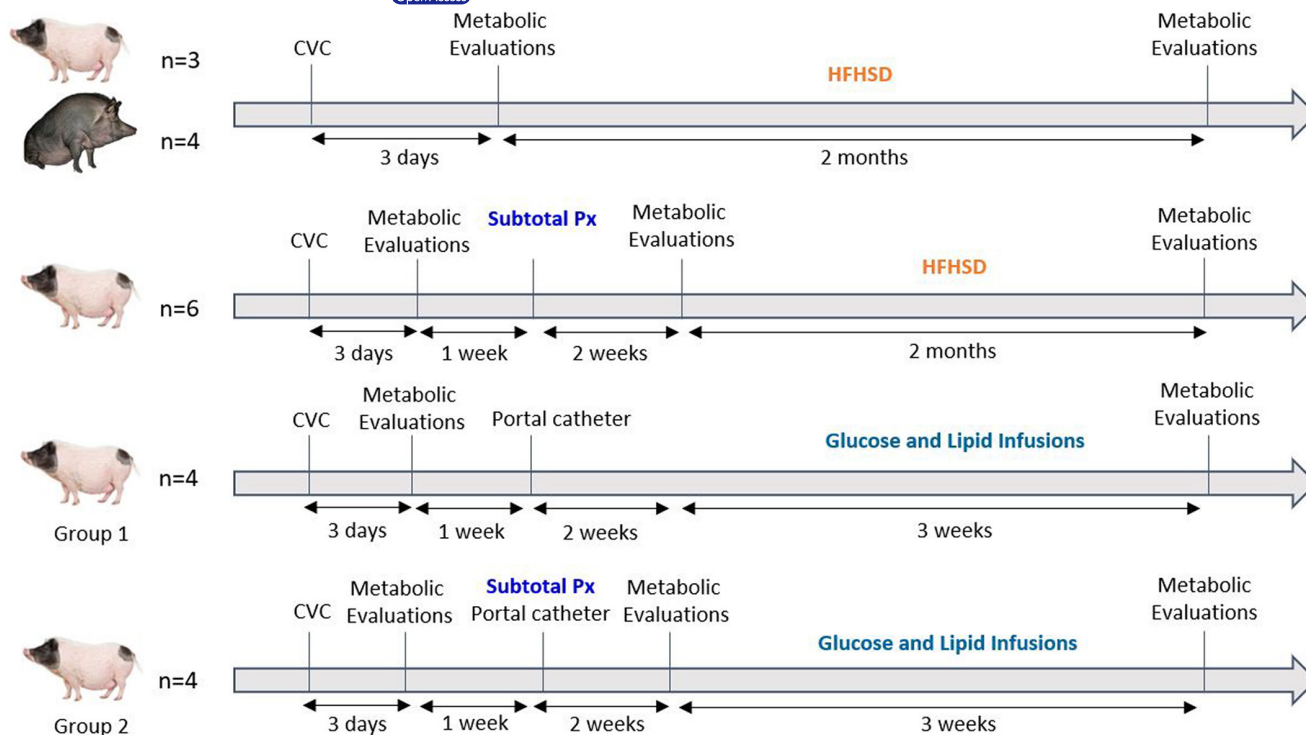 Metabolic
Evaluations
CVC
n=3
HFHSD
Metabolic
Evaluations
n=4
3 days
2 months
CVC
Metabolic
Evaluations
Subtotal Px
Metabolic
Evaluations
HFHSD
Metabolic
Evaluations
n=6
3 days
1 week
2 weeks
2 months
CVC
Metabolic
Evaluations
Portal catheter
Glucose and Lipid Infusions
Metabolic
Evaluations
n=4
Group 1
3 days
1 week
2 weeks
3 weeks
CVC
Metabolic
Evaluations
Subtotal Px
Portal catheter
Metabolic
Evaluations
Glucose and Lipid Infusions
Metabolic
Evaluations
n=4
Group 2
3 days
1 week
2 weeks
3 weeks